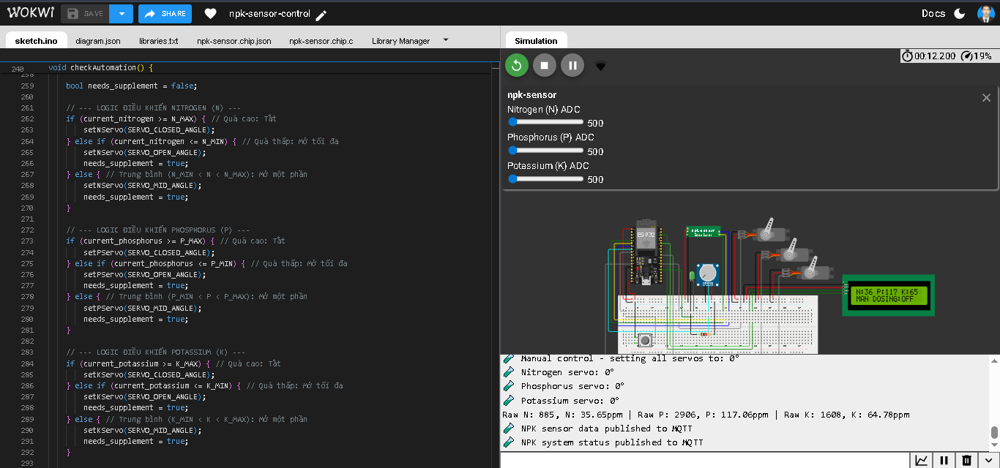 WOKWI
SAVE
SHARE
npk-sensor-control
Docs
sketch.ino
diagram.json
libraries.txt
npk-sensor.chip.json
npk-sensor.chip.c
Library Manager
Simulation
240 void checkAutomation() {
258
259 bool needs_supplement = false;
260
261 // --- LOGIC ĐIỀU KHIỂN NITROGEN (N) ---
262 if (current_nitrogen >= N_MAX) { // Quá cao: Tắt
263 setNServo(SERVO_CLOSED_ANGLE);
264 } else if (current_nitrogen <= N_MIN) { // Quá thấp: Mở tối đa
265 setNServo(SERVO_OPEN_ANGLE);
266 needs_supplement = true;
267 } else { // Trung bình (N_MIN < N < N_MAX): Mở một phần
268 setNServo(SERVO_MID_ANGLE);
269 needs_supplement = true;
270 }
271
272 // --- LOGIC ĐIỀU KHIỂN PHOSPHORUS (P) ---
273 if (current_phosphorus >= P_MAX) { // Quá cao: Tắt
274 setPServo(SERVO_CLOSED_ANGLE);
275 } else if (current_phosphorus <= P_MIN) { // Quá thấp: Mở tối đa
276 setPServo(SERVO_OPEN_ANGLE);
277 needs_supplement = true;
278 } else { // Trung bình (P_MIN < P < P_MAX): Mở một phần
279 setPServo(SERVO_MID_ANGLE);
280 needs_supplement = true;
281 }
282
283 // --- LOGIC ĐIỀU KHIỂN POTASSIUM (K) ---
284 if (current_potassium >= K_MAX) { // Quá cao: Tắt
285 setKServo(SERVO_CLOSED_ANGLE);
286 } else if (current_potassium <= K_MIN) { // Quá thấp: Mở tối đa
287 setKServo(SERVO_OPEN_ANGLE);
288 needs_supplement = true;
289 } else { // Trung bình (K_MIN < K < K_MAX): Mở một phần
290 setKServo(SERVO_MID_ANGLE);
291 needs_supplement = true;
292 }
293
00:12.200 19%
npk-sensor
Nitrogen (N) ADC
500
Phosphorus (P) ADC
500
Potassium (K) ADC
500
ESP32
npk-sensor
N:36 P:117 K:65
MAN DOSING:OFF
Manual control - setting all servos to: 0°
Nitrogen servo: 0°
Phosphorus servo: 0°
Potassium servo: 0°
Raw N: 885, N: 35.65ppm | Raw P: 2906, P: 117.06ppm | Raw K: 1608, K: 64.78ppm
NPK sensor data published to MQTT
NPK system status published to MQTT